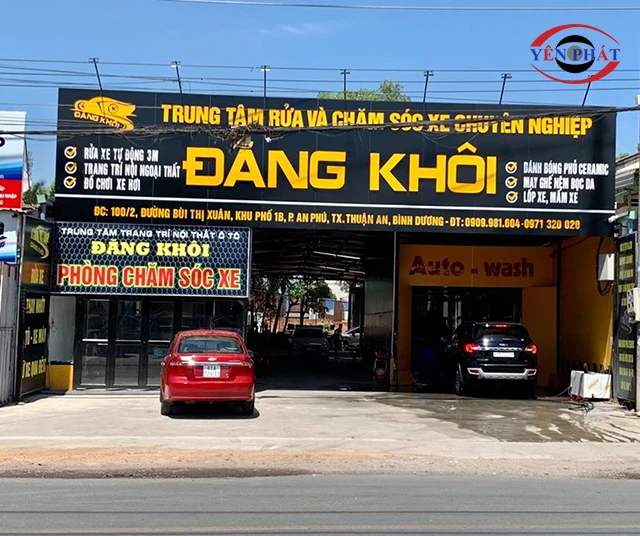 YÊN PHÁT
TRUNG TÂM RỬA VÀ CHĂM SÓC XE CHUYÊN NGHIỆP
ĐĂNG KHÔI
RỬA XE TỰ ĐỘNG 3M
TRANG TRÍ NỘI NGOẠI THẤT
ĐỒ CHƠI XE HƠI
ĐĂNG KHÔI
ĐÁNH BÓNG PHỦ CERAMIC
MAY GHẾ NỆM BỌC DA
LỐP XE, MÂM XE
ĐC: 100/2, ĐƯỜNG BÙI THỊ XUÂN, KHU PHỐ 1B, P. AN PHÚ, TX. THUẬN AN, BÌNH DƯƠNG - ĐT: 0909.981.604 - 0971 320 020
TRUNG TÂM TRANG TRÍ NỘI THẤT Ô TÔ
ĐĂNG KHÔI
PHÒNG CHĂM SÓC XE
Auto - wash
RỬA XE
THAY NHỚT